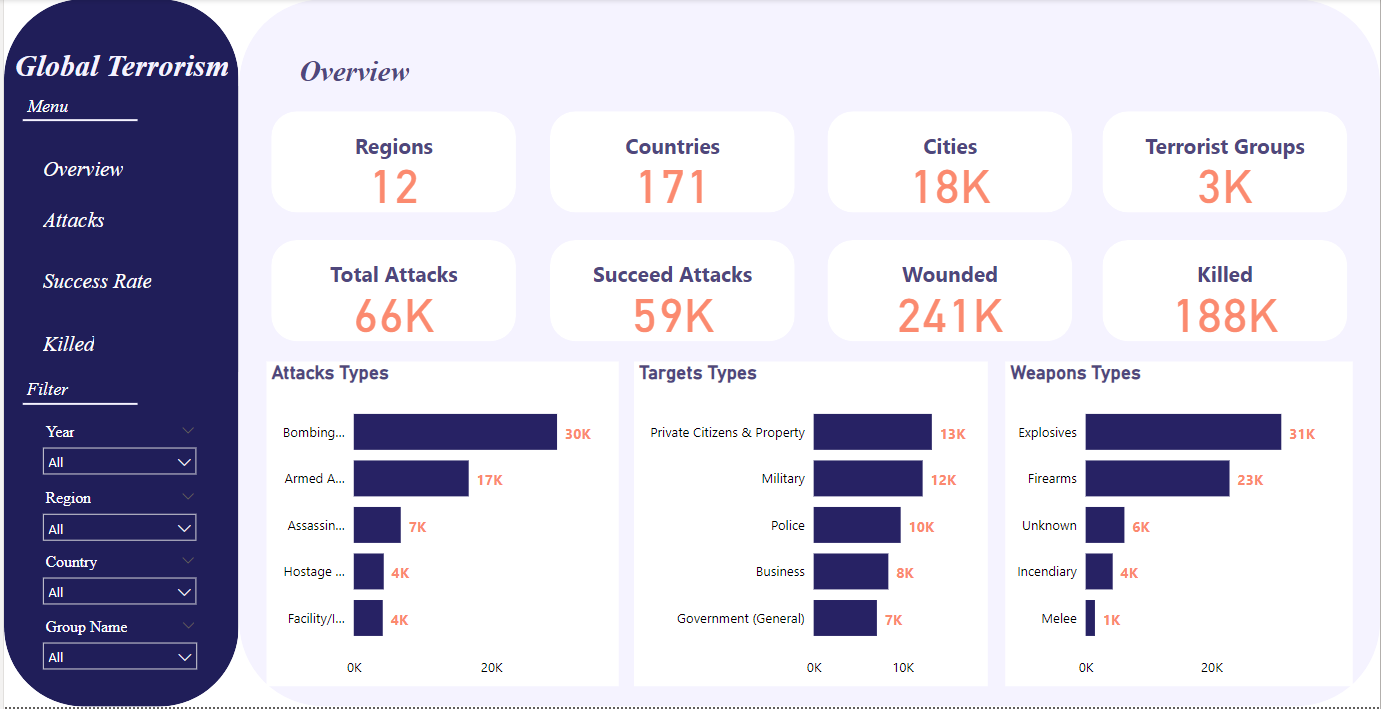 Global Terrorism
Menu
Overview
Attacks
Success Rate
Killed
Filter
Year
All
Region
All
Country
All
Group Name
All
Overview
Regions
12
Countries
171
Cities
18K
Terrorist Groups
3K
Total Attacks
66K
Succeed Attacks
59K
Wounded
241K
Killed
188K
Attacks Types
Bombing... 30K
Armed A... 17K
Assassin... 7K
Hostage ... 4K
Facility/I... 4K
0K 20K
Targets Types
Private Citizens & Property 13K
Military 12K
Police 10K
Business 8K
Government (General) 7K
0K 10K
Weapons Types
Explosives 31K
Firearms 23K
Unknown 6K
Incendiary 4K
Melee 1K
0K 20K